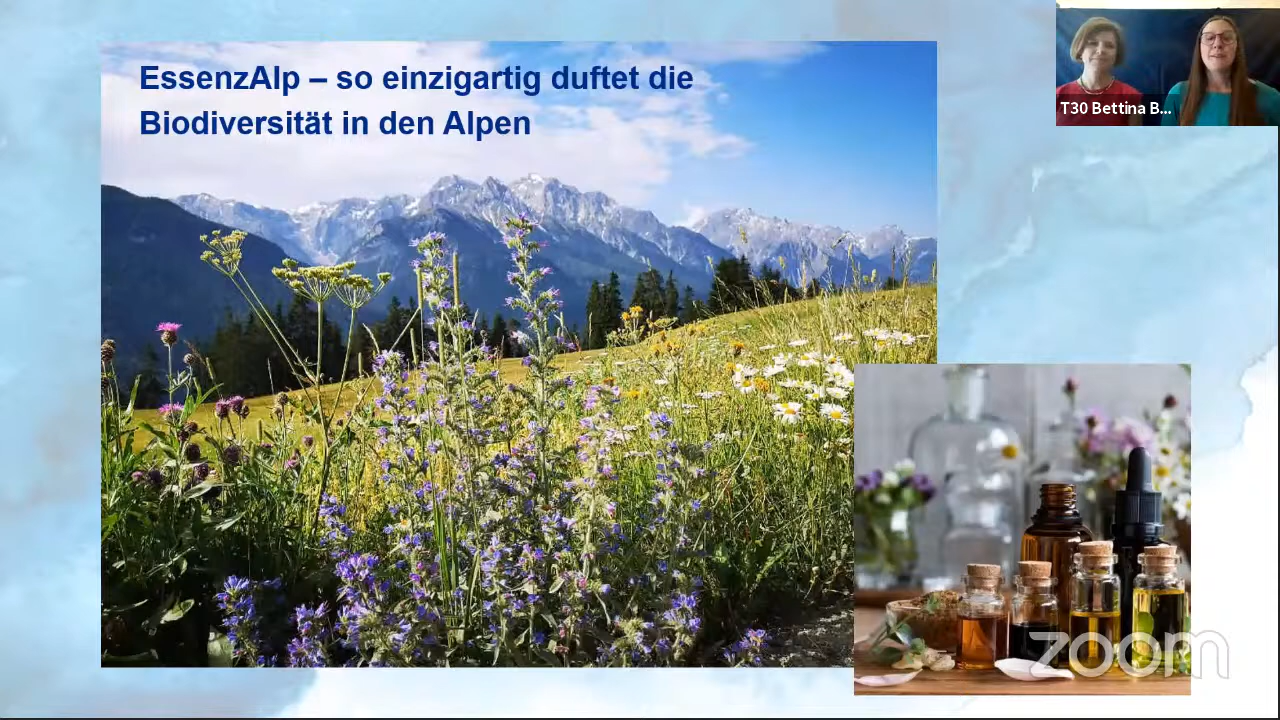 EssenzAlp – so einzigartig duftet die
Biodiversität in den Alpen
T30 Bettina B...
zoom